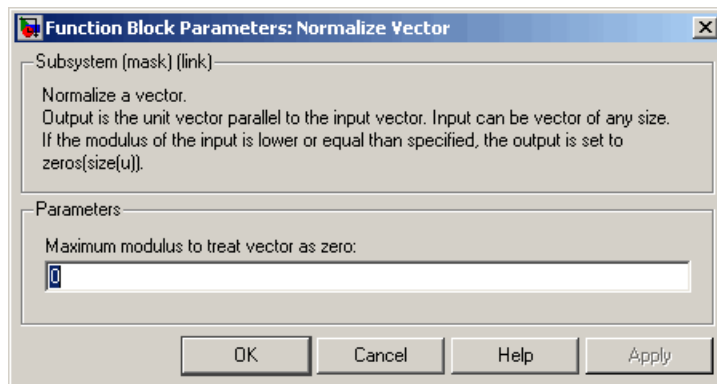 Function Block Parameters: Normalize Vector
Subsystem (mask) (link)
Normalize a vector.
Output is the unit vector parallel to the input vector. Input can be vector of any size.
If the modulus of the input is lower or equal than specified, the output is set to
zeros(size(u)).
Parameters
Maximum modulus to treat vector as zero:
0
OK Cancel Help Apply